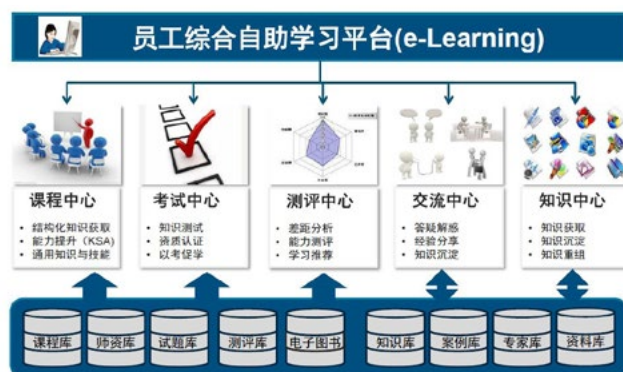 员工综合自助学习平台(e-Learning)
课程中心
• 结构化知识获取
• 能力提升（KSA）
• 通用知识与技能
考试中心
• 知识测试
• 资质认证
• 以考促学
测评中心
• 差距分析
• 能力测评
• 学习推荐
交流中心
• 答疑解惑
• 经验分享
• 知识沉淀
知识中心
• 知识获取
• 知识沉淀
• 知识重组
课程库
师资库
试题库
测评库
电子图书
知识库
案例库
专家库
资料库